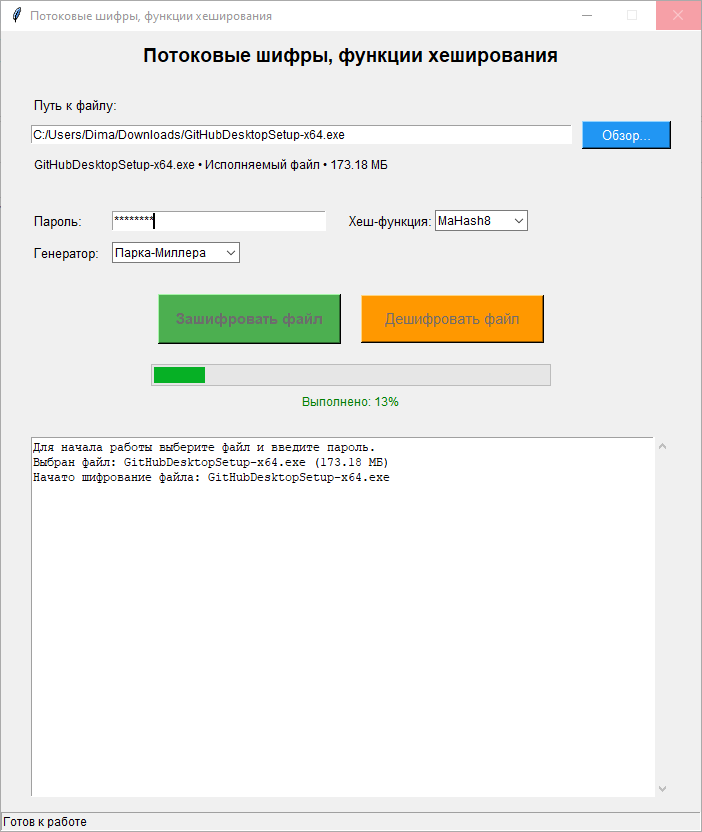 Потоковые шифры, функции хеширования
Потоковые шифры, функции хеширования
Путь к файлу:
C:/Users/Dima/Downloads/GitHubDesktopSetup-x64.exe
Обзор...
GitHubDesktopSetup-x64.exe • Исполняемый файл • 173.18 МБ
Пароль: ******** Хеш-функция: MaHash8
Генератор: Парка-Миллера
Зашифровать файл Дешифровать файл
Выполнено: 13%
Для начала работы выберите файл и введите пароль.
Выбран файл: GitHubDesktopSetup-x64.exe (173.18 МБ)
Начато шифрование файла: GitHubDesktopSetup-x64.exe
Готов к работе